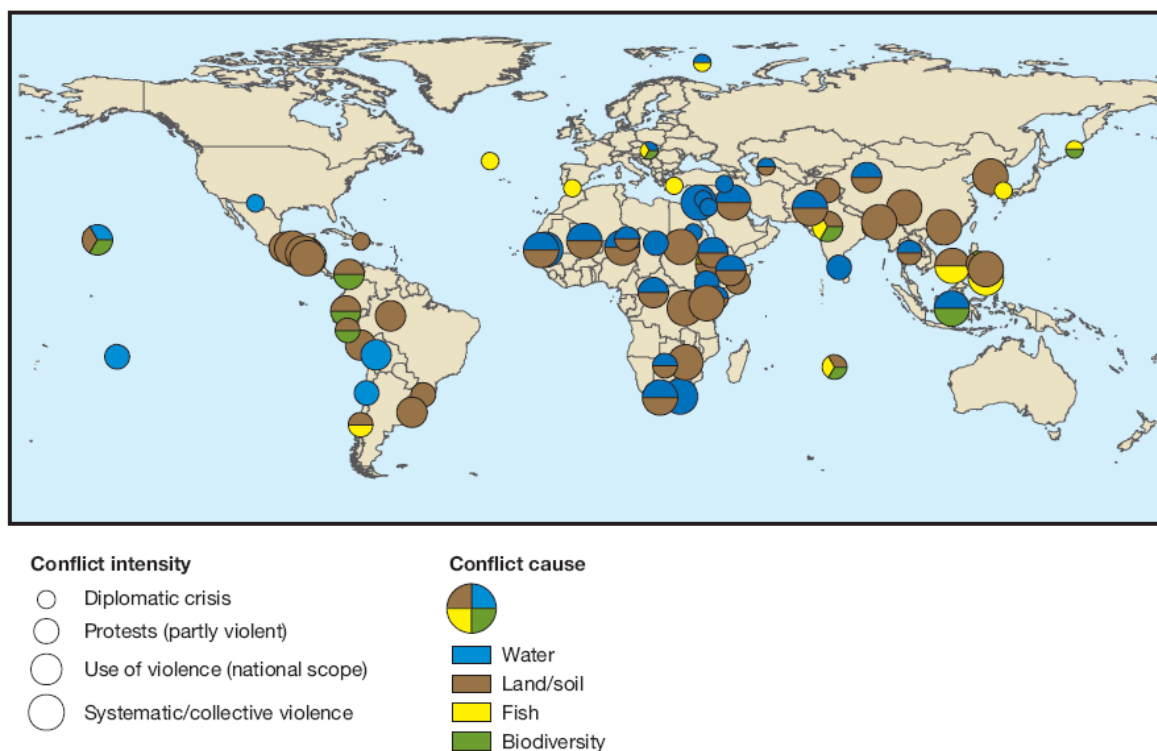 Conflict intensity
Diplomatic crisis
Protests (partly violent)
Use of violence (national scope)
Systematic/collective violence
Conflict cause
Water
Land/soil
Fish
Biodiversity